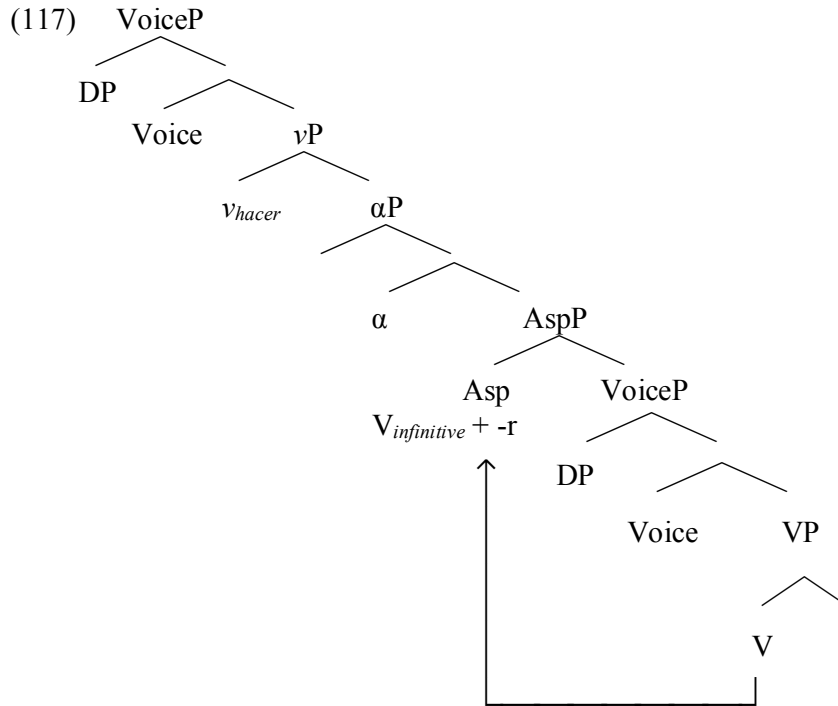 (117) VoiceP
DP
Voice vP
vhacer αP
α AspP
Asp VoiceP
Vinfinitive + -r
DP
Voice VP
V